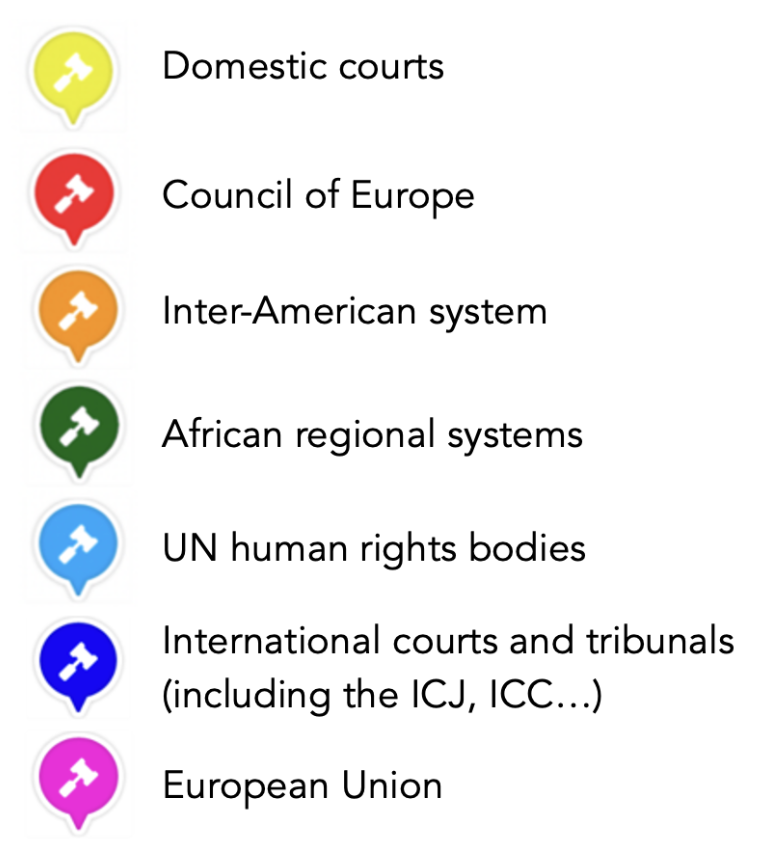 Domestic courts
Council of Europe
Inter-American system
African regional systems
UN human rights bodies
International courts and tribunals
(including the ICJ, ICC...)
European Union